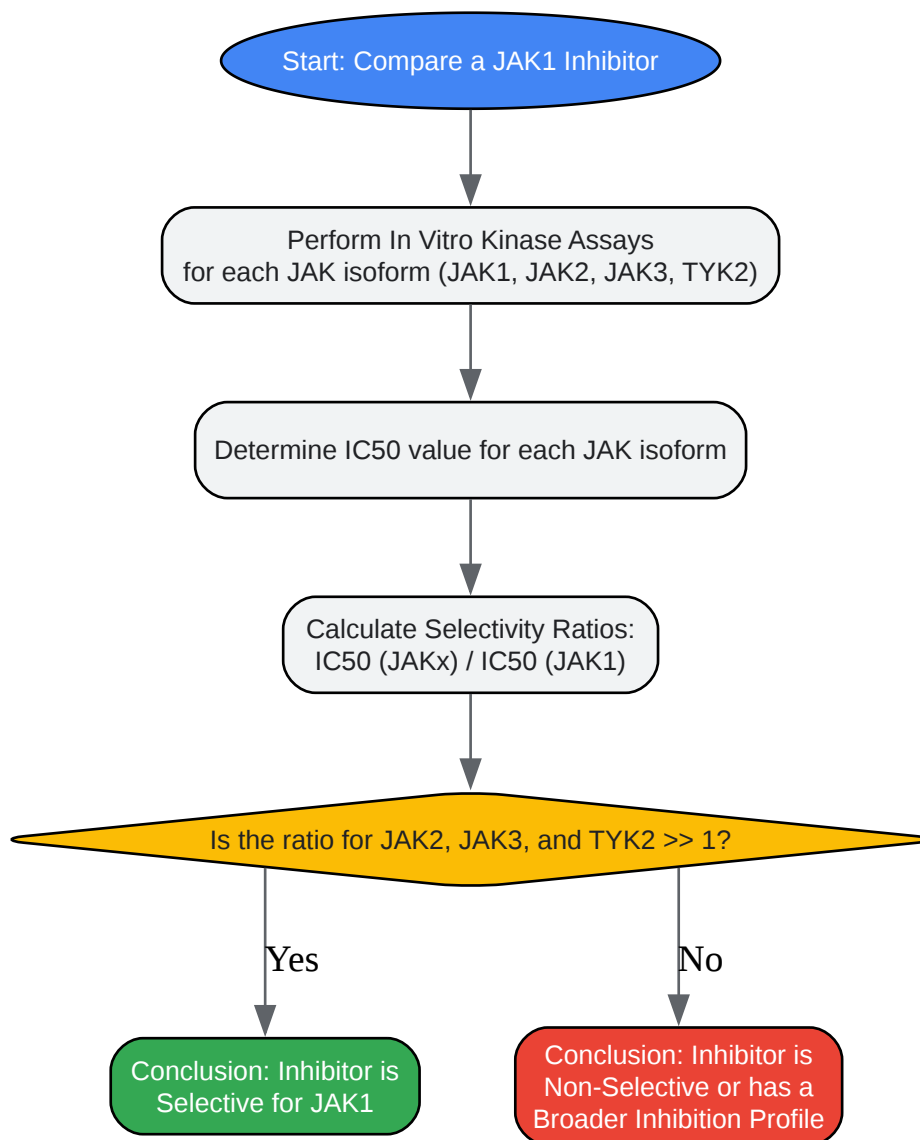 Start: Compare a JAK1 Inhibitor
Perform In Vitro Kinase Assays
for each JAK isoform (JAK1, JAK2, JAK3, TYK2)
Determine IC50 value for each JAK isoform
Calculate Selectivity Ratios:
IC50 (JAKx) / IC50 (JAK1)
Is the ratio for JAK2, JAK3, and TYK2 >> 1?
Yes
No
Conclusion: Inhibitor is
Selective for JAK1
Conclusion: Inhibitor is
Non-Selective or has a
Broader Inhibition Profile